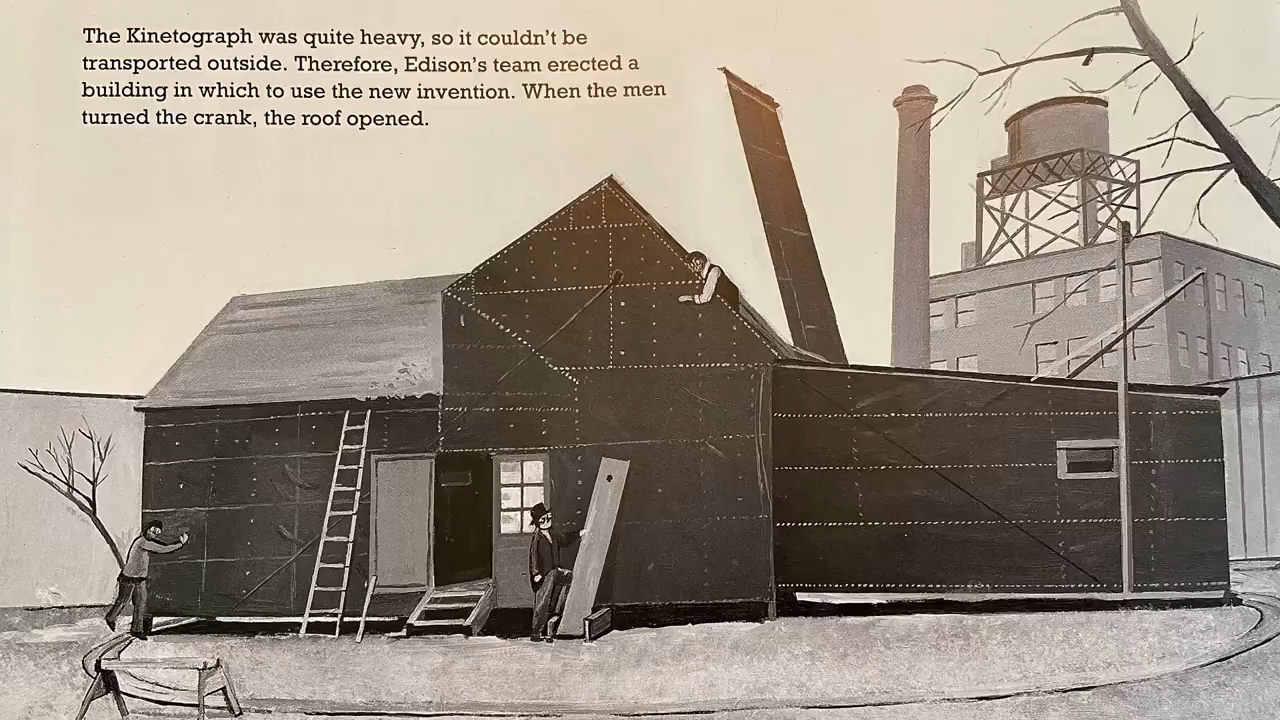 The Kinetograph was quite heavy, so it couldn't be
transported outside. Therefore, Edison's team erected a
building in which to use the new invention. When the men
turned the crank, the roof opened.